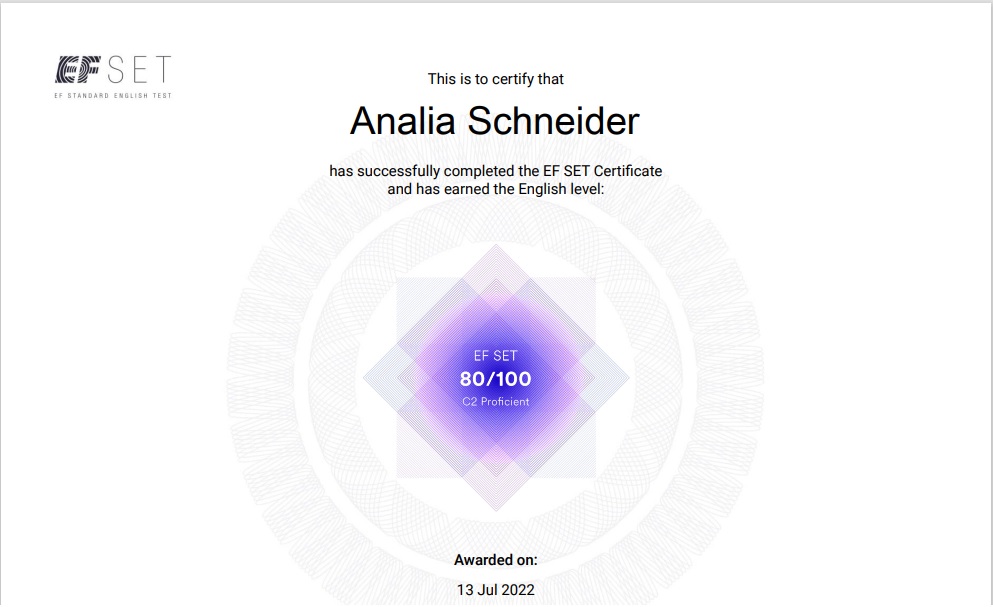 EF SET
EF STANDARD ENGLISH TEST
This is to certify that
Analia Schneider
has successfully completed the EF SET Certificate
and has earned the English level:
EF SET
80/100
C2 Proficient
Awarded on:
13 Jul 2022